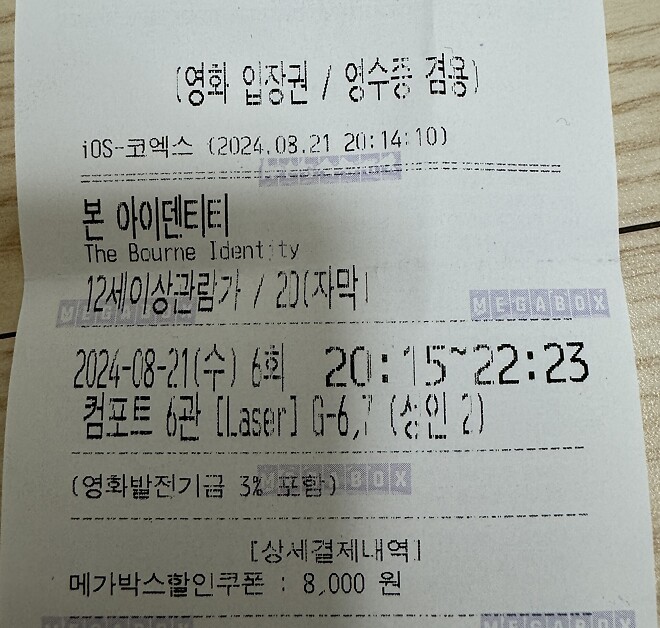 (영화 입장권 / 영수증 겸용)
iOS-코엑스 (2024.08.21 20:14:10)
본 아이덴티티
The Bourne Identity
12세이상관람가 / 2D(자막)
MEGABOX MEGABOX
2024-08-21(수) 6회 20:15~22:23
컴포트 6관 [Laser] G-6,7 (성인 2)
(영화발전기금 3% 포함)
MEGABOX
[상세결제내역]
메가박스할인쿠폰 : 8,000 원
MEGABOX MEGABOX